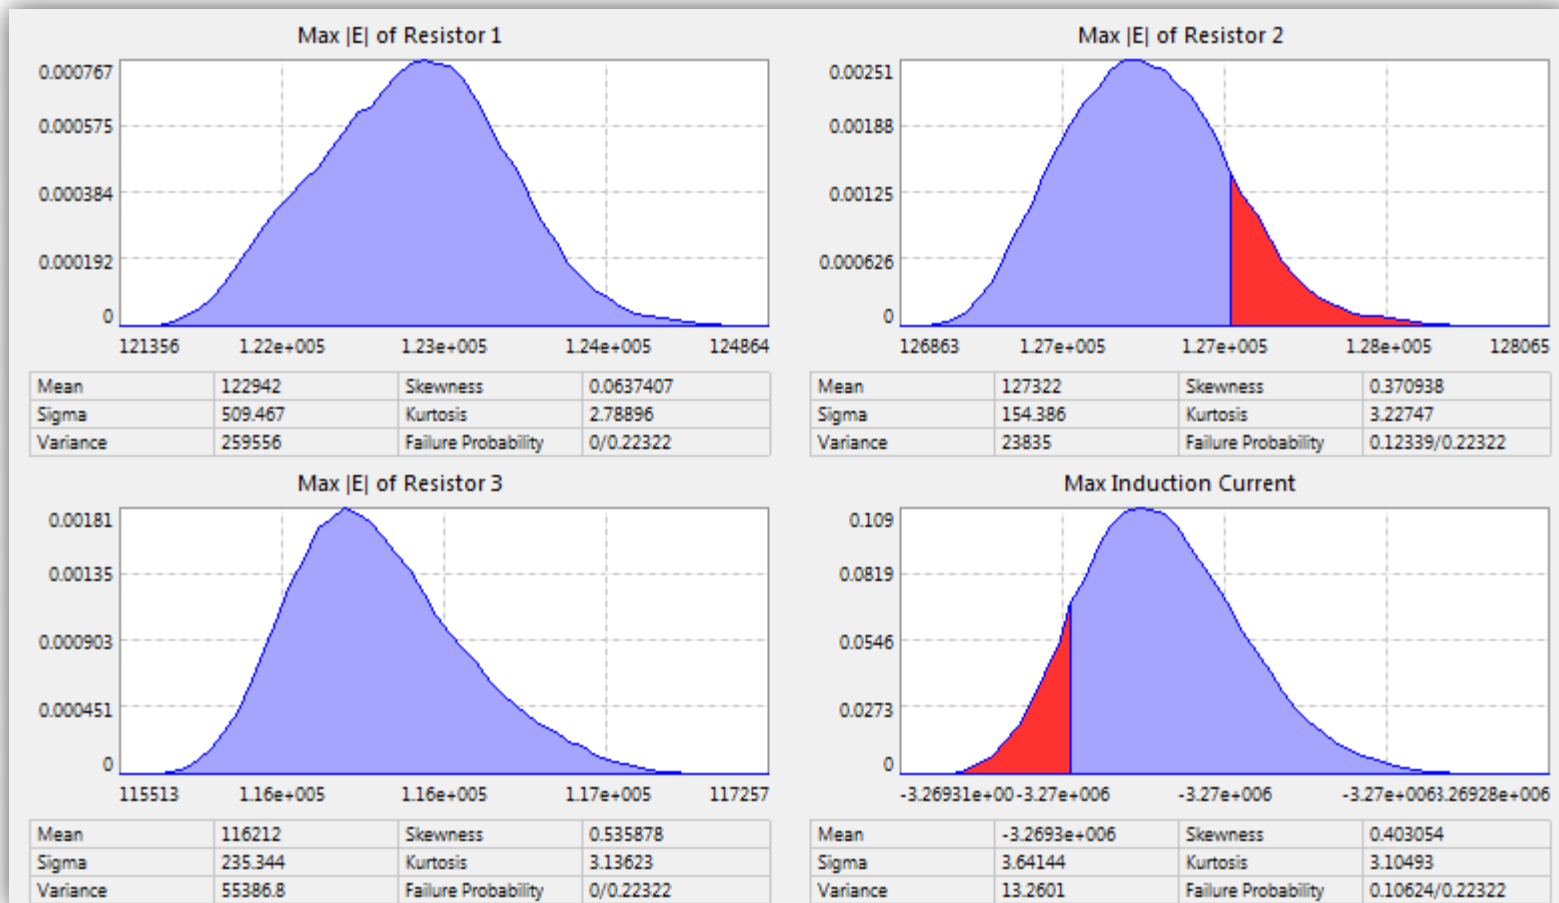 Max |E| of Resistor 1
0.000767
0.000575
0.000384
0.000192
0
121356 1.22e+005 1.23e+005 1.24e+005 124864
Mean 122942 Skewness 0.0637407
Sigma 509.467 Kurtosis 2.78896
Variance 259556 Failure Probability 0/0.22322
Max |E| of Resistor 2
0.00251
0.00188
0.00125
0.000626
0
126863 1.27e+005 1.27e+005 1.28e+005 128065
Mean 127322 Skewness 0.370938
Sigma 154.386 Kurtosis 3.22747
Variance 23835 Failure Probability 0.12339/0.22322
Max |E| of Resistor 3
0.00181
0.00135
0.000903
0.000451
0
115513 1.16e+005 1.16e+005 1.17e+005 117257
Mean 116212 Skewness 0.535878
Sigma 235.344 Kurtosis 3.13623
Variance 55386.8 Failure Probability 0/0.22322
Max Induction Current
0.109
0.0819
0.0546
0.0273
0
-3.26931e+00 -3.27e+006 -3.27e+006 -3.27e+006 3.26928e+006
Mean -3.2693e+006 Skewness 0.403054
Sigma 3.64144 Kurtosis 3.10493
Variance 13.2601 Failure Probability 0.10624/0.22322